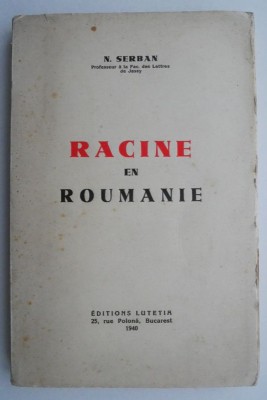 N. SERBAN
Professeur à la Fac. des Lettres
de Jassy
RACINE
EN
ROUMANIE
ÉDITIONS LUTETIA
25, rue Polonă, Bucarest
1940